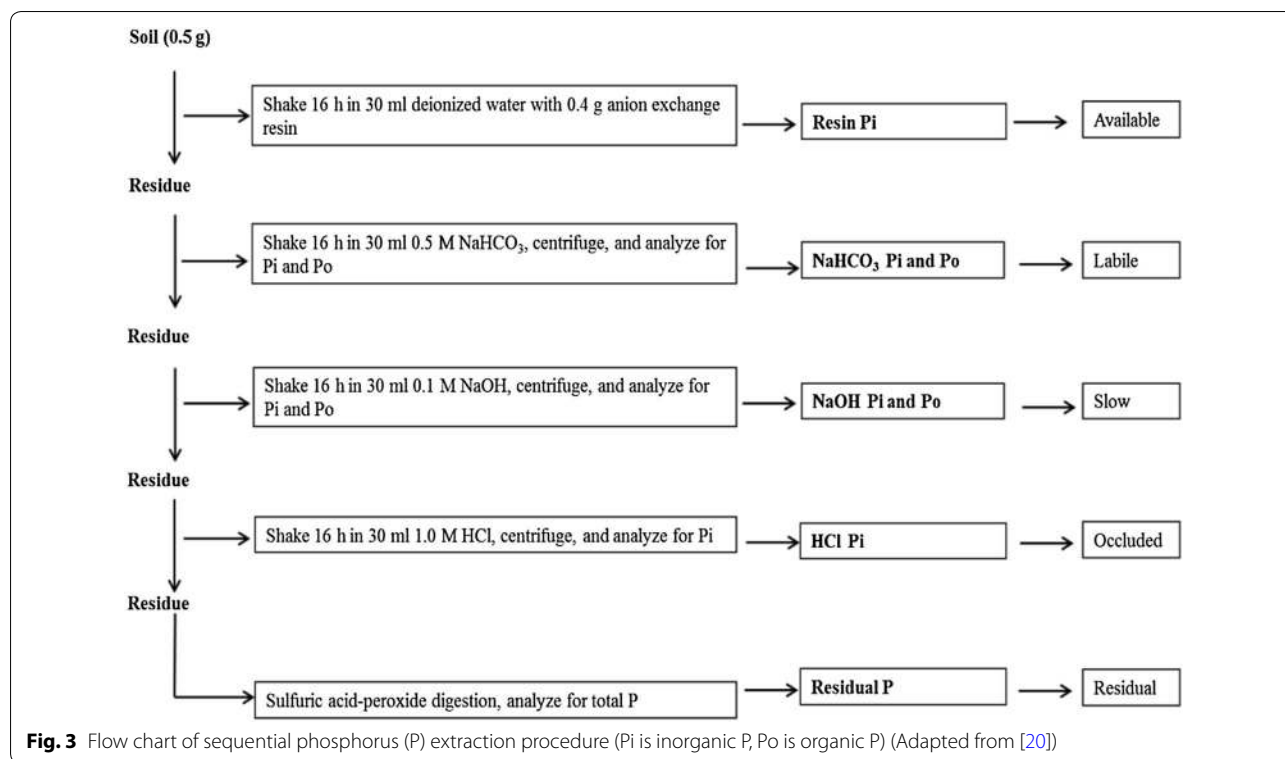 Soil (0.5 g)
Shake 16 h in 30 ml deionized water with 0.4 g anion exchange
resin
Resin Pi
Available
Residue
Shake 16 h in 30 ml 0.5 M NaHCO₃, centrifuge, and analyze for
Pi and Po
NaHCO₃ Pi and Po
Labile
Residue
Shake 16 h in 30 ml 0.1 M NaOH, centrifuge, and analyze for
Pi and Po
NaOH Pi and Po
Slow
Residue
Shake 16 h in 30 ml 1.0 M HCl, centrifuge, and analyze for Pi
HCl Pi
Occluded
Residue
Sulfuric acid-peroxide digestion, analyze for total P
Residual P
Residual
Fig. 3 Flow chart of sequential phosphorus (P) extraction procedure (Pi is inorganic P, Po is organic P) (Adapted from [20])